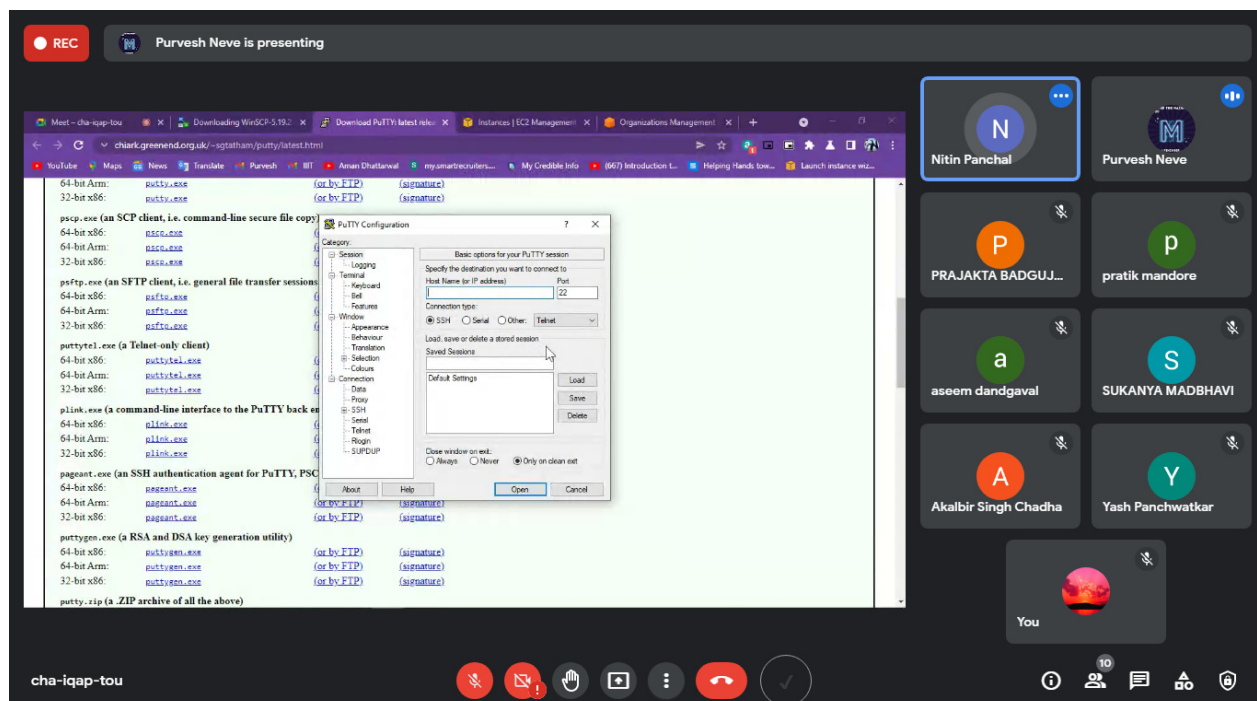 REC
Purvesh Neve is presenting
Meet – cha-iqap-tou
Downloading WinSCP-5.19.2
Download PuTTY: latest relea
Instances | EC2 Management
Organizations Management
chiark.greenend.org.uk/~sgtatham/putty/latest.html
YouTube Maps News Translate Purvesh IIIT Aman Dhattarwal my.smartrecruiters.... My Credible Info (667) Introduction t... Helping Hands tow... Launch instance wiz...
64-bit Arm: putty.exe (or by FTP) (signature)
32-bit x86: putty.exe (or by FTP) (signature)
pscp.exe (an SCP client, i.e. command-line secure file copy)
64-bit x86: pscp.exe
64-bit Arm: pscp.exe
32-bit x86: pscp.exe
psftp.exe (an SFTP client, i.e. general file transfer sessions
64-bit x86: psftp.exe
64-bit Arm: psftp.exe
32-bit x86: psftp.exe
puttytel.exe (a Telnet-only client)
64-bit x86: puttytel.exe
64-bit Arm: puttytel.exe
32-bit x86: puttytel.exe
plink.exe (a command-line interface to the PuTTY back en
64-bit x86: plink.exe
64-bit Arm: plink.exe
32-bit x86: plink.exe
pageant.exe (an SSH authentication agent for PuTTY, PSC
64-bit x86: pageant.exe
64-bit Arm: pageant.exe (or by FTP) (signature)
32-bit x86: pageant.exe (or by FTP) (signature)
puttygen.exe (a RSA and DSA key generation utility)
64-bit x86: puttygen.exe (or by FTP) (signature)
64-bit Arm: puttygen.exe (or by FTP) (signature)
32-bit x86: puttygen.exe (or by FTP) (signature)
putty.zip (a .ZIP archive of all the above)
PuTTY Configuration ? X
Category:
Session
Logging
Terminal
Keyboard
Bell
Features
Window
Appearance
Behaviour
Translation
Selection
Colours
Connection
Data
Proxy
SSH
Serial
Telnet
Rlogin
SUPDUP
Basic options for your PuTTY session
Specify the destination you want to connect to
Host Name (or IP address) Port
22
Connection type:
SSH Serial Other: Telnet
Load, save or delete a stored session
Saved Sessions
Default Settings
Load
Save
Delete
Close window on exit:
Always Never Only on clean exit
About Help Open Cancel
N
Nitin Panchal
M
Purvesh Neve
P
PRAJAKTA BADGUJ...
p
pratik mandore
a
aseem dandgaval
S
SUKANYA MADBHAVI
A
Akalbir Singh Chadha
Y
Yash Panchwatkar
You
cha-iqap-tou
10